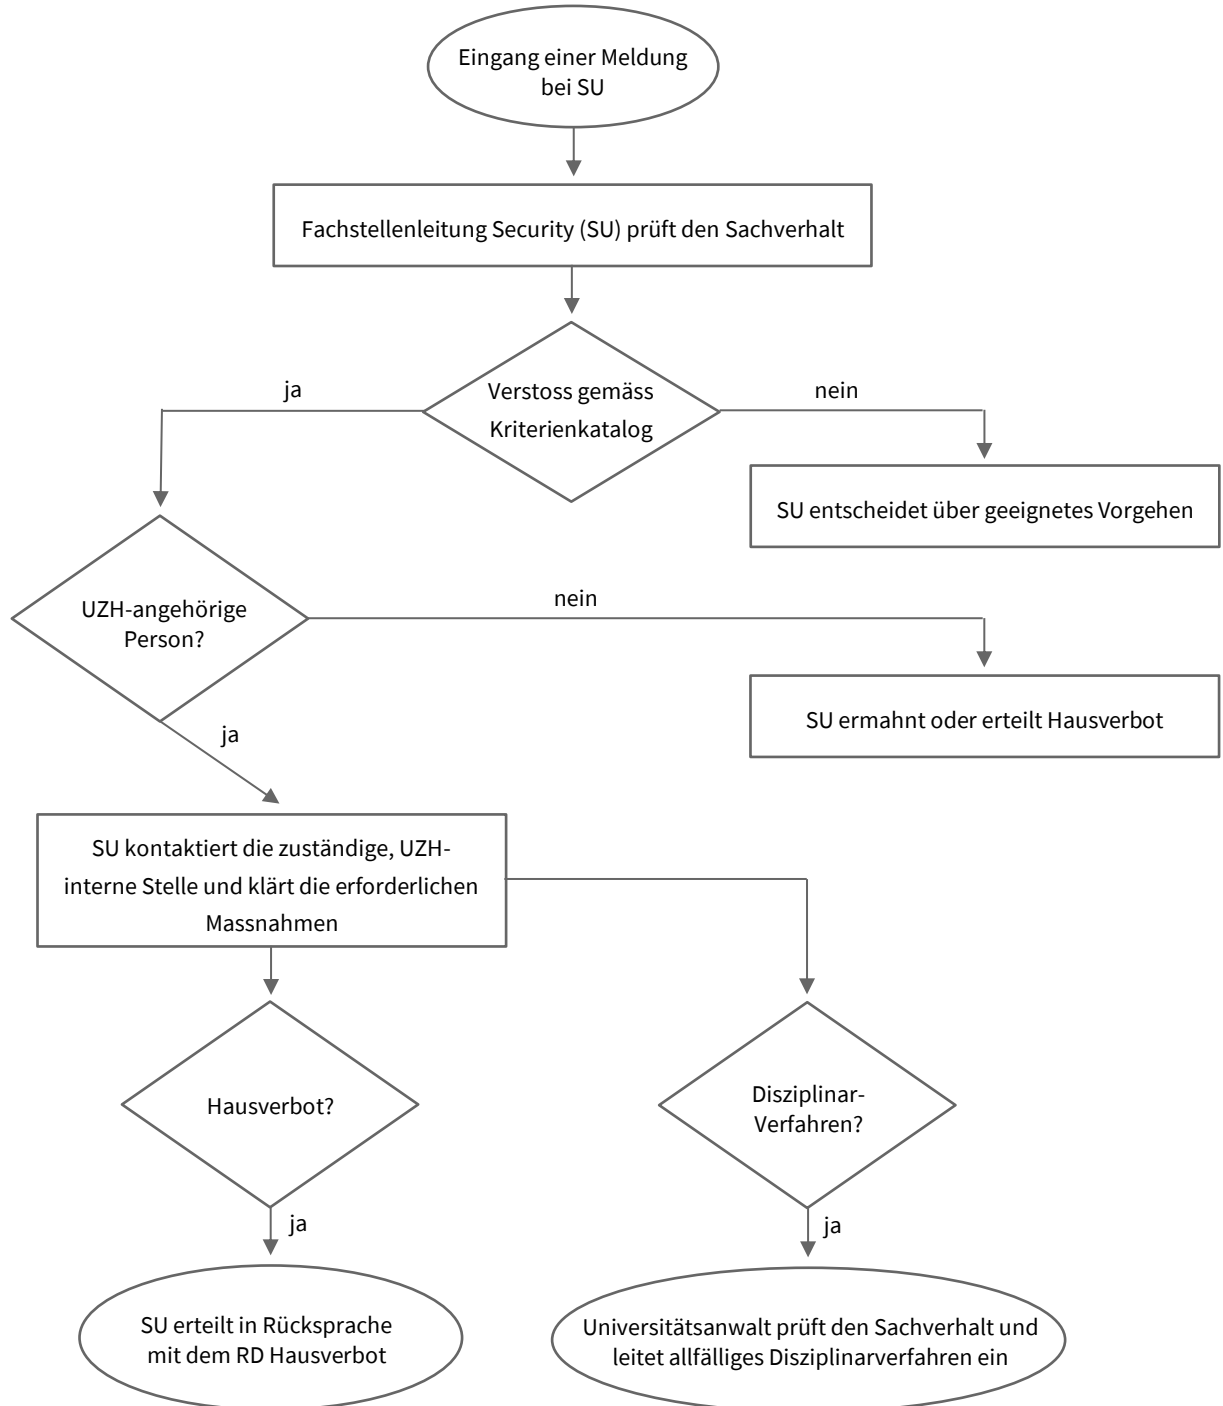 Eingang einer Meldung
bei SU
Fachstellenleitung Security (SU) prüft den Sachverhalt
ja
Verstoss gemäss
Kriterienkatalog
nein
SU entscheidet über geeignetes Vorgehen
UZH-angehörige
Person?
nein
SU ermahnt oder erteilt Hausverbot
ja
SU kontaktiert die zuständige, UZH-
interne Stelle und klärt die erforderlichen
Massnahmen
Hausverbot?
Disziplinar-
Verfahren?
ja
ja
SU erteilt in Rücksprache
mit dem RD Hausverbot
Universitätsanwalt prüft den Sachverhalt und
leitet allfälliges Disziplinarverfahren ein